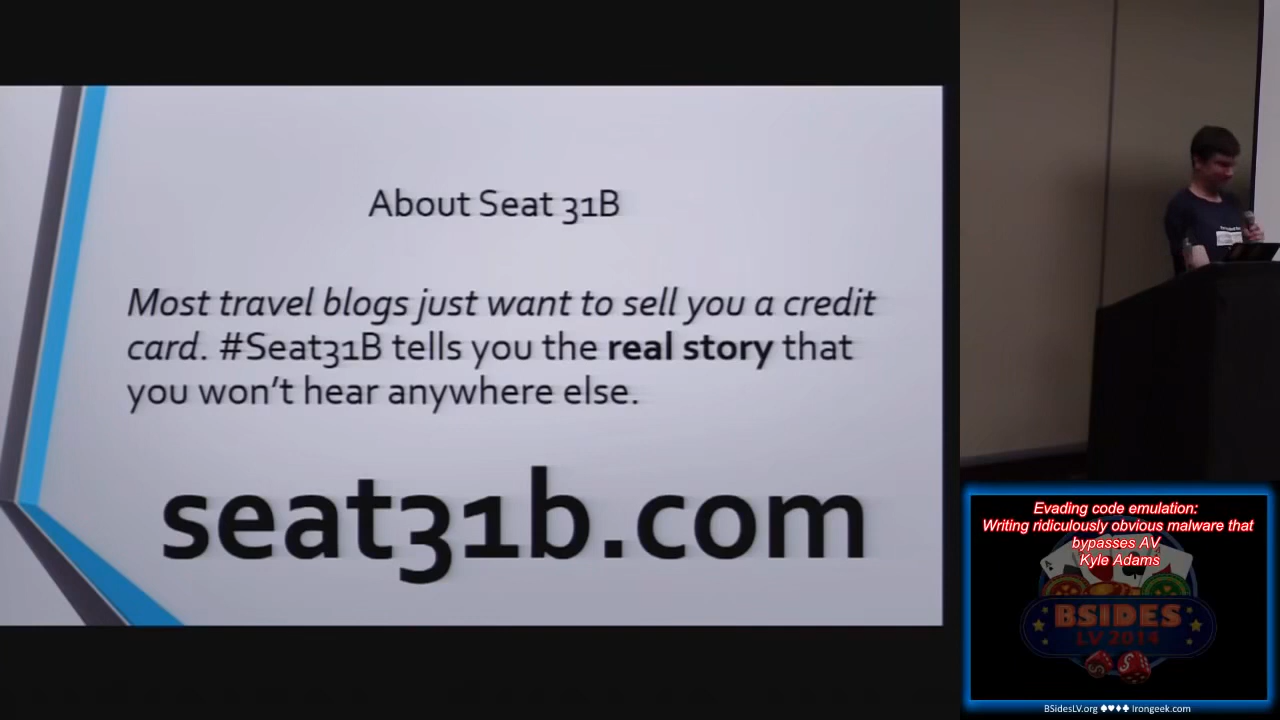 About Seat 31B
Most travel blogs just want to sell you a credit
card. #Seat31B tells you the real story that
you won't hear anywhere else.
seat31b.com
Evading code emulation:
Writing ridiculously obvious malware that
bypasses AV
Kyle Adams
BSIDES
LV 2014
BSidesLV.org ♠♥♦♣ Irongeek.com